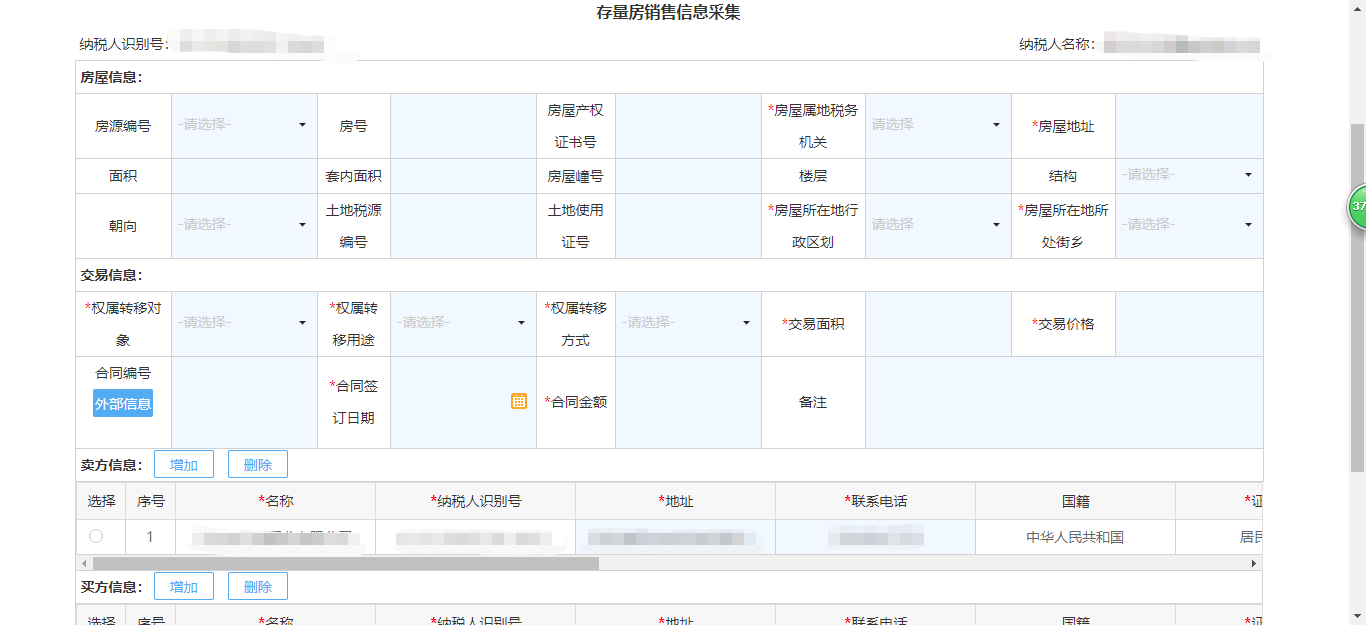 存量房销售信息采集
纳税人识别号: 纳税人名称:
房屋信息:
房源编号 -请选择- 房号 房屋产权证书号 *房屋属地税务机关 请选择 *房屋地址
面积 套内面积 房屋幢号 楼层 结构 -请选择-
朝向 -请选择- 土地税源编号 土地使用证号 *房屋所在地行政区划 请选择 *房屋所在地所处街乡 -请选择-
交易信息:
*权属转移对象 -请选择- *权属转移用途 -请选择- *权属转移方式 -请选择- *交易面积 *交易价格
合同编号 外部信息 *合同签订日期 *合同金额 备注
卖方信息: 增加 删除
选择 序号 *名称 *纳税人识别号 *地址 *联系电话 国籍 *证
1 中华人民共和国 居民
买方信息: 增加 删除
选择 序号 *名称 *纳税人识别号 *地址 *联系电话 国籍 *证
37